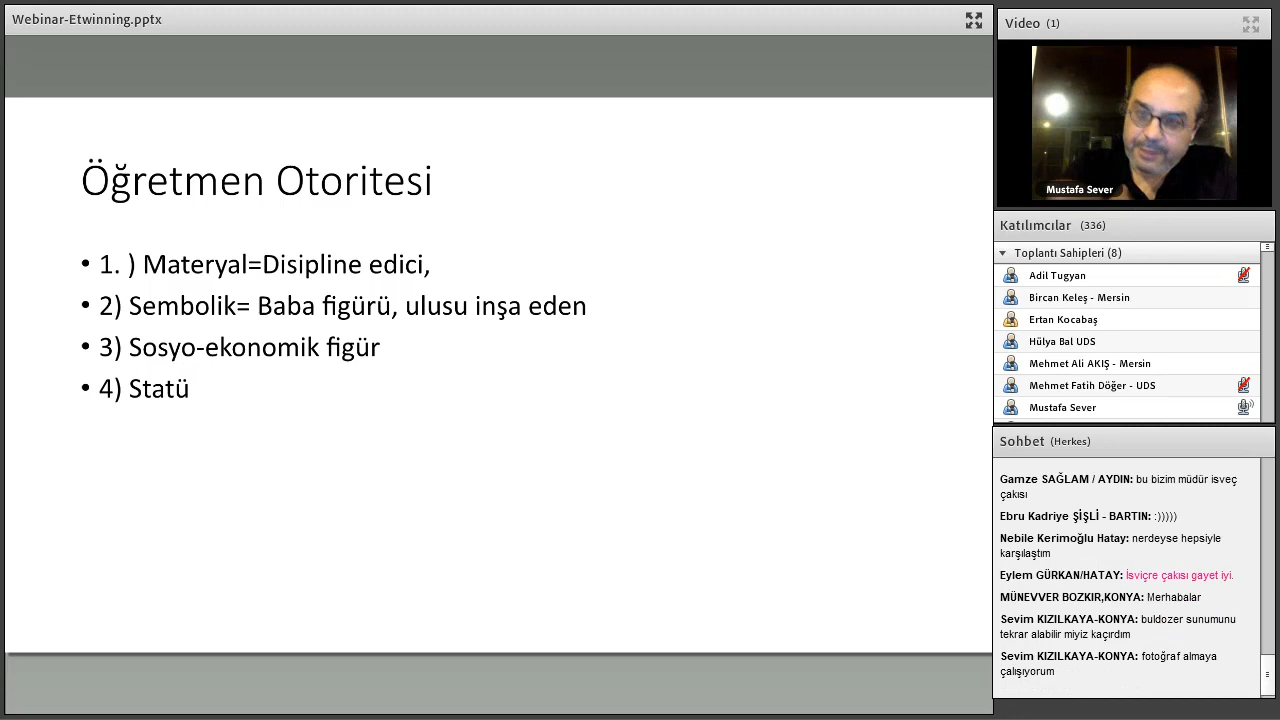 Webinar-Etwinning.pptx
Öğretmen Otoritesi
• 1. ) Materyal=Disipline edici,
• 2) Sembolik= Baba figürü, ulusu inşa eden
• 3) Sosyo-ekonomik figür
• 4) Statü
Video (1)
Mustafa Sever
Katılımcılar (336)
Toplantı Sahipleri (8)
Adil Tugyan
Bircan Keleş - Mersin
Ertan Kocabaş
Hülya Bal UDS
Mehmet Ali AKIŞ - Mersin
Mehmet Fatih Döğer - UDS
Mustafa Sever
Sohbet (Herkes)
Gamze SAĞLAM / AYDIN: bu bizim müdür isveç
çakısı
Ebru Kadriye ŞİŞLİ - BARTIN: :)))))
Nebile Kerimoğlu Hatay: nerdeyse hepsiyle
karşılaştım
Eylem GÜRKAN/HATAY: İsviçre çakısı gayet iyi.
MÜNEVVER BOZKIR,KONYA: Merhabalar
Sevim KIZILKAYA-KONYA: buldozer sunumunu
tekrar alabilir miyiz kaçırdım
Sevim KIZILKAYA-KONYA: fotoğraf almaya
çalışıyorum